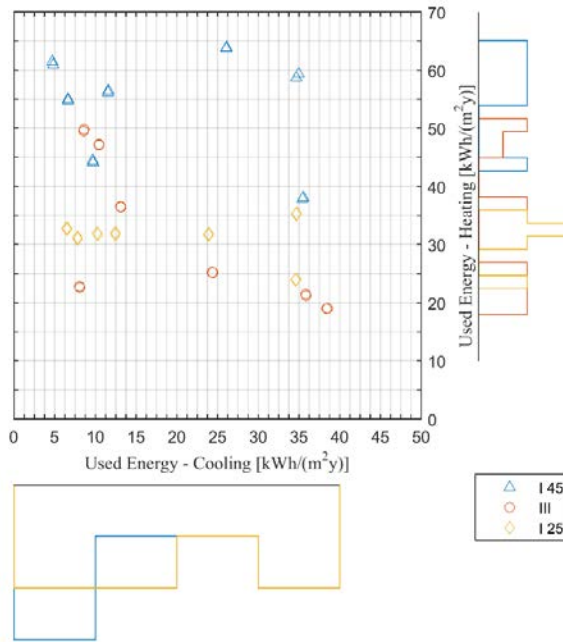 70
60
50
40
30
20
10
0
Used Energy - Heating [kWh/(m²y)]
0 5 10 15 20 25 30 35 40 45 50
Used Energy - Cooling [kWh/(m²y)]
I 45
III
I 25